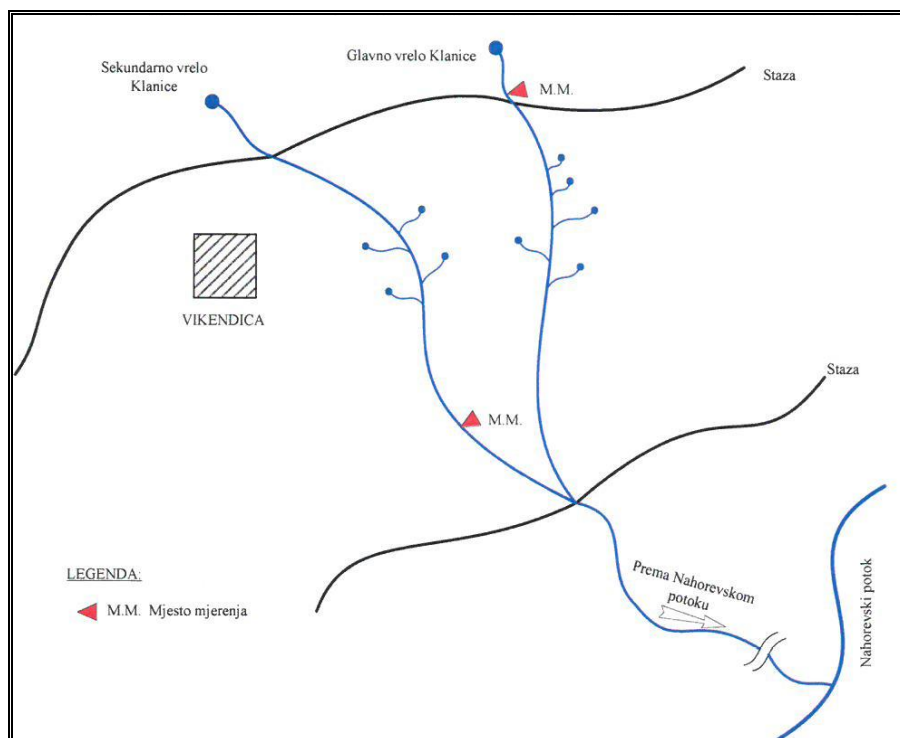 Glavno vrelo Klanice
Sekundarno vrelo
Klanice
Staza
M.M.
VIKENDICA
Staza
M.M.
LEGENDA:
M.M. Mjesto mjerenja
Prema Nahorevskom
potoku
Nahorevski potok